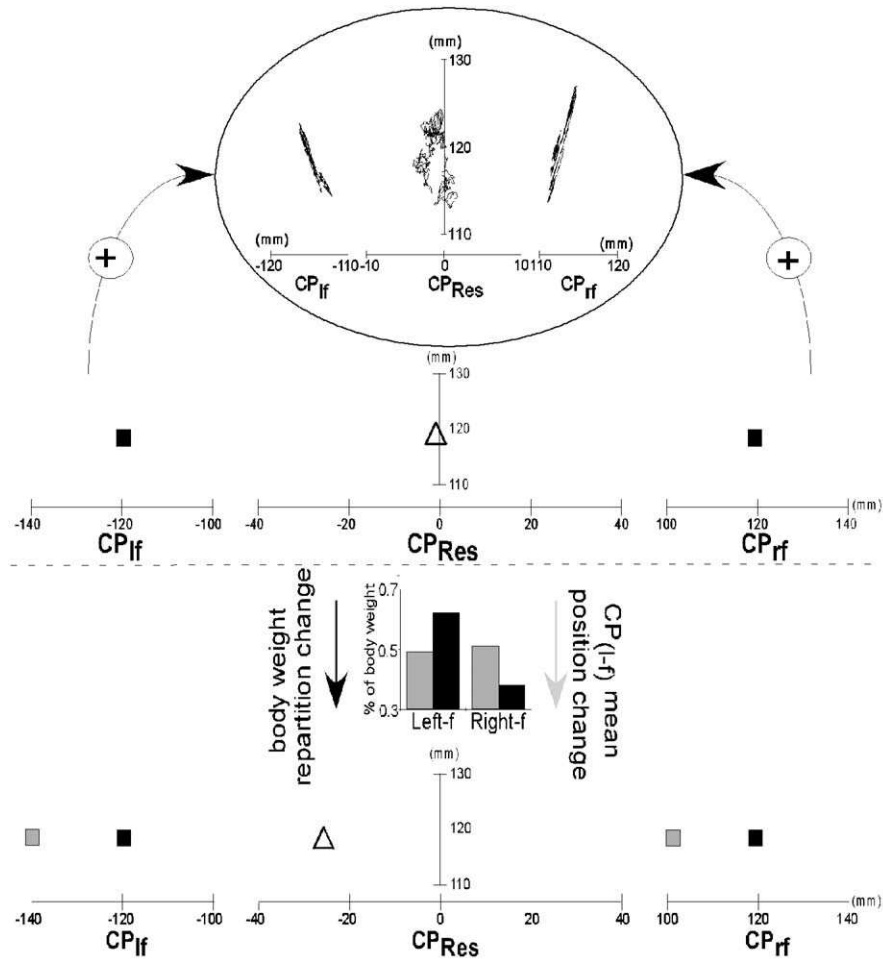 (mm)
130
120
110
(mm)
(mm)
-120
-110
-10
0
10
110
120
CPlf
CPRes
CPrf
+
+
(mm)
130
120
110
-140
-120
-100
-40
-20
0
20
40
100
120
140
(mm)
CPlf
CPRes
CPrf
body weight
repartition change
% of body weight
0.7
0.5
0.3
Left-f
Right-f
CP(l-f) mean
position change
(mm)
130
120
110
-140
-120
-100
-40
-20
0
20
40
100
120
140
(mm)
CPlf
CPRes
CPrf